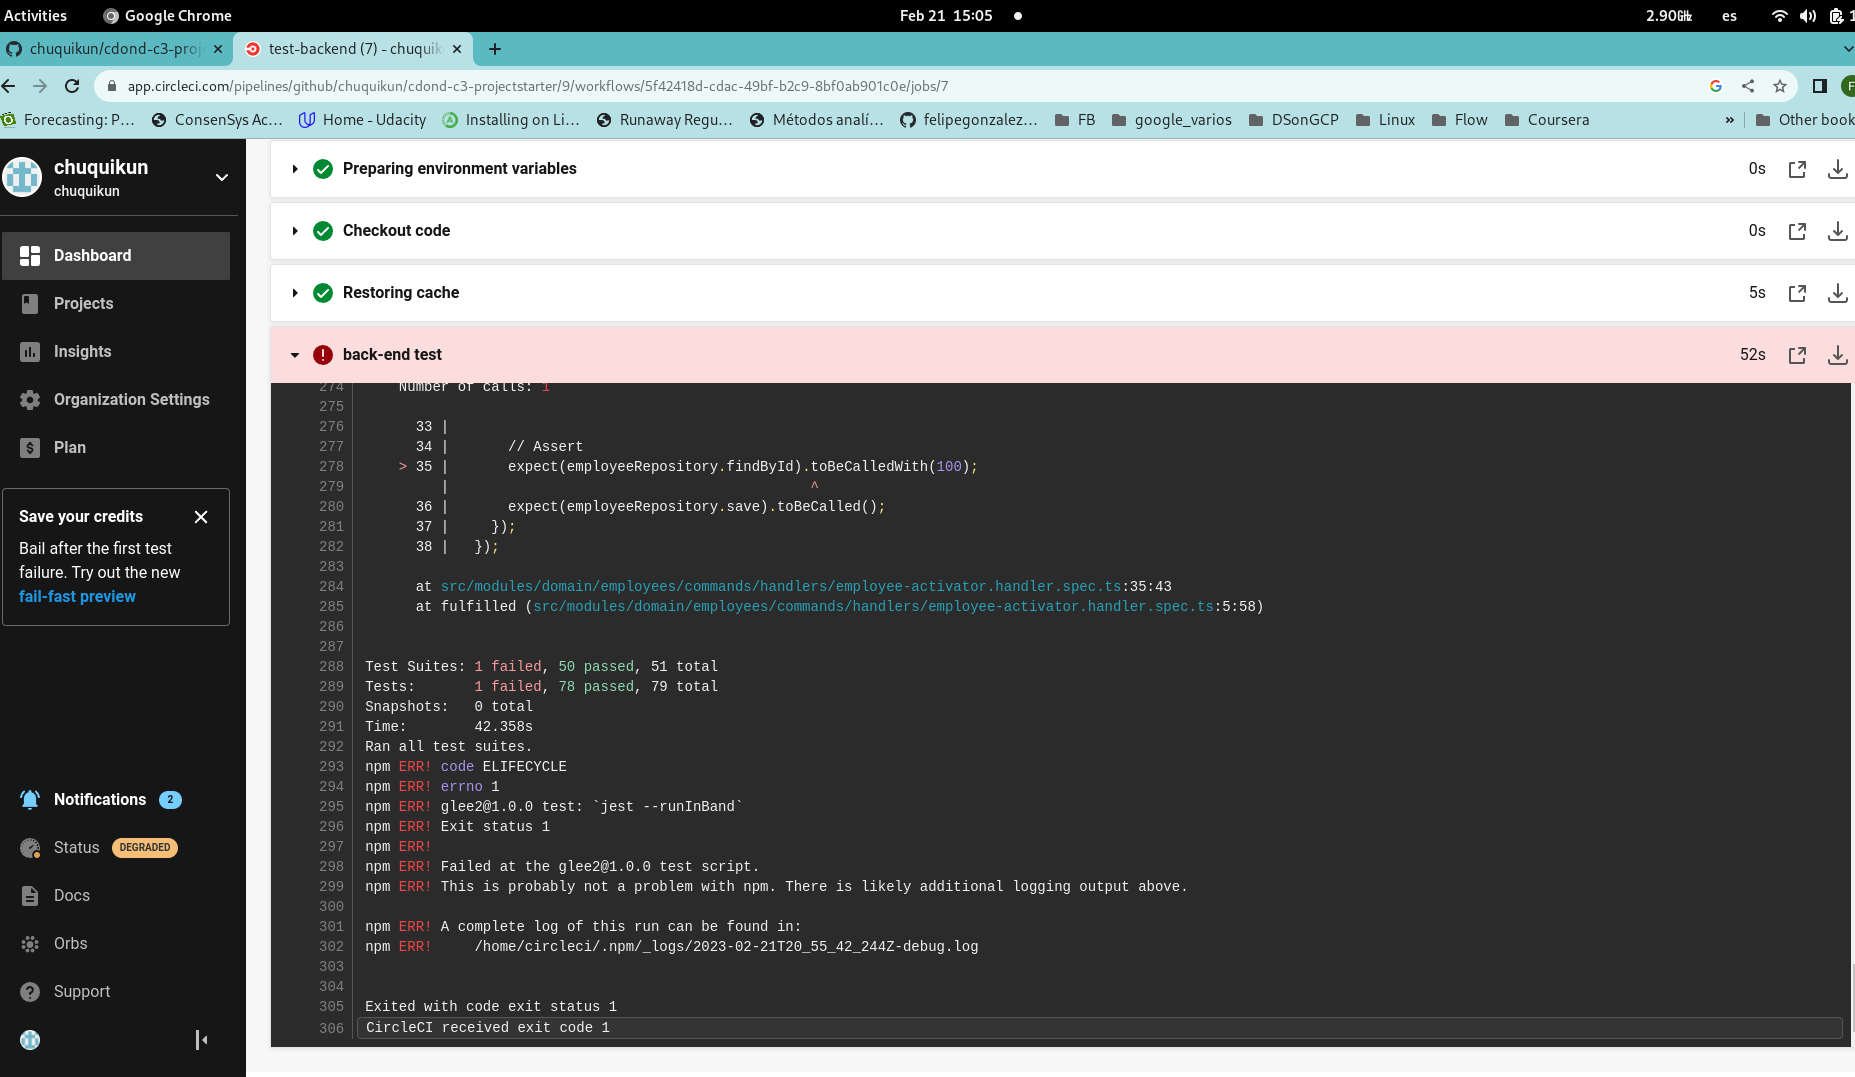 Activities
Google Chrome
Feb 21 15:05
2.90GHz
es
chuquikun/cdond-c3-proj
test-backend (7) - chuquik
app.circleci.com/pipelines/github/chuquikun/cdond-c3-projectstarter/9/workflows/5f42418d-cdac-49bf-b2c9-8bf0ab901c0e/jobs/7
Forecasting: P…
ConsenSys Ac…
Home - Udacity
Installing on Li…
Runaway Regu…
Métodos analí…
felipegonzalez…
FB
google_varios
DSonGCP
Linux
Flow
Coursera
»
Other book
chuquikun
chuquikun
Dashboard
Projects
Insights
Organization Settings
Plan
Save your credits
Bail after the first test
failure. Try out the new
fail-fast preview
Notifications 2
Status DEGRADED
Docs
Orbs
Support
Preparing environment variables 0s
Checkout code 0s
Restoring cache 5s
back-end test 52s
274 Number of calls: 1
275
276 33 |
277 34 | // Assert
278 > 35 | expect(employeeRepository.findById).toBeCalledWith(100);
279 | ^
280 36 | expect(employeeRepository.save).toBeCalled();
281 37 | });
282 38 | });
283
284 at src/modules/domain/employees/commands/handlers/employee-activator.handler.spec.ts:35:43
285 at fulfilled (src/modules/domain/employees/commands/handlers/employee-activator.handler.spec.ts:5:58)
286
287
288 Test Suites: 1 failed, 50 passed, 51 total
289 Tests: 1 failed, 78 passed, 79 total
290 Snapshots: 0 total
291 Time: 42.358s
292 Ran all test suites.
293 npm ERR! code ELIFECYCLE
294 npm ERR! errno 1
295 npm ERR! glee2@1.0.0 test: `jest --runInBand`
296 npm ERR! Exit status 1
297 npm ERR!
298 npm ERR! Failed at the glee2@1.0.0 test script.
299 npm ERR! This is probably not a problem with npm. There is likely additional logging output above.
300
301 npm ERR! A complete log of this run can be found in:
302 npm ERR! /home/circleci/.npm/_logs/2023-02-21T20_55_42_244Z-debug.log
303
304
305 Exited with code exit status 1
306 CircleCI received exit code 1